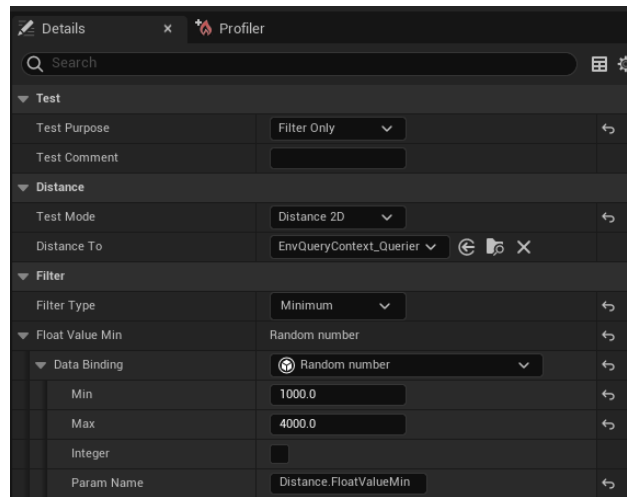 Details
Profiler
Search
Test
Test Purpose Filter Only
Test Comment
Distance
Test Mode Distance 2D
Distance To EnvQueryContext_Querier
Filter
Filter Type Minimum
Float Value Min Random number
Data Binding Random number
Min 1000.0
Max 4000.0
Integer
Param Name Distance.FloatValueMin